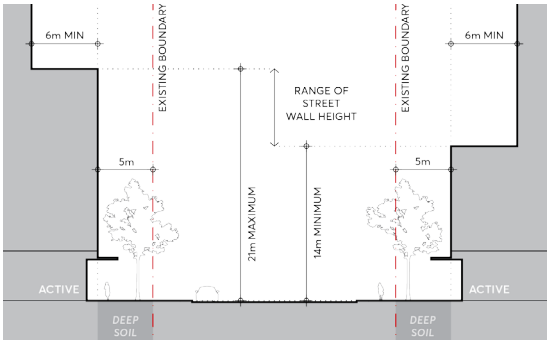 6m MIN
EXISTING BOUNDARY
EXISTING BOUNDARY
6m MIN
RANGE OF
STREET
WALL HEIGHT
5m
5m
21m MAXIMUM
14m MINIMUM
ACTIVE
ACTIVE
DEEP
SOIL
DEEP
SOIL